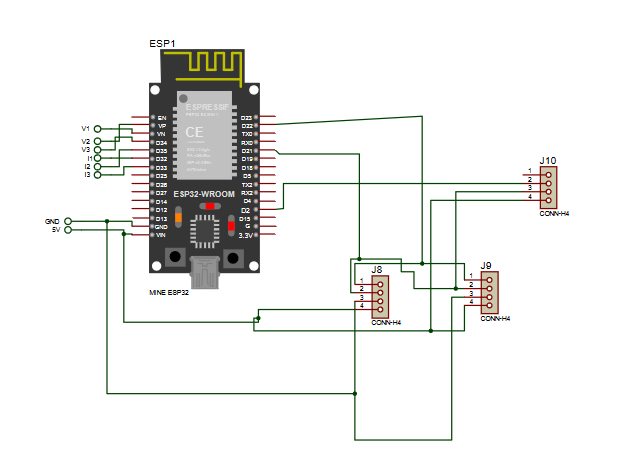 ESP1
ESPRESSIF
CE
ESP32-WROOM
EN
VP
VN
D34
D35
D32
D33
D25
D26
D27
D14
D12
D13
GND
VIN
D23
D22
TX0
RX0
D21
D19
D18
D5
TX2
RX2
D4
D2
D15
G
3.3V
MINE ESP32
V1
V2
V3
I1
I2
I3
GND
5V
J10
1
2
3
4
CONN-H4
J8
1
2
3
4
CONN-H4
J9
1
2
3
4
CONN-H4